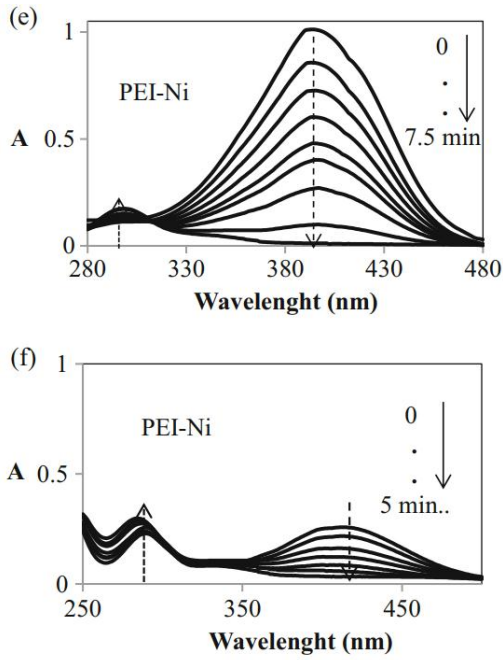 (e)
1
0
PEI-Ni
.
.
A
0.5
7.5 min
0
280
330
380
430
480
Wavelenght (nm)
(f)
1
0
PEI-Ni
.
A
0.5
.
5 min..
0
250
350
450
Wavelenght (nm)